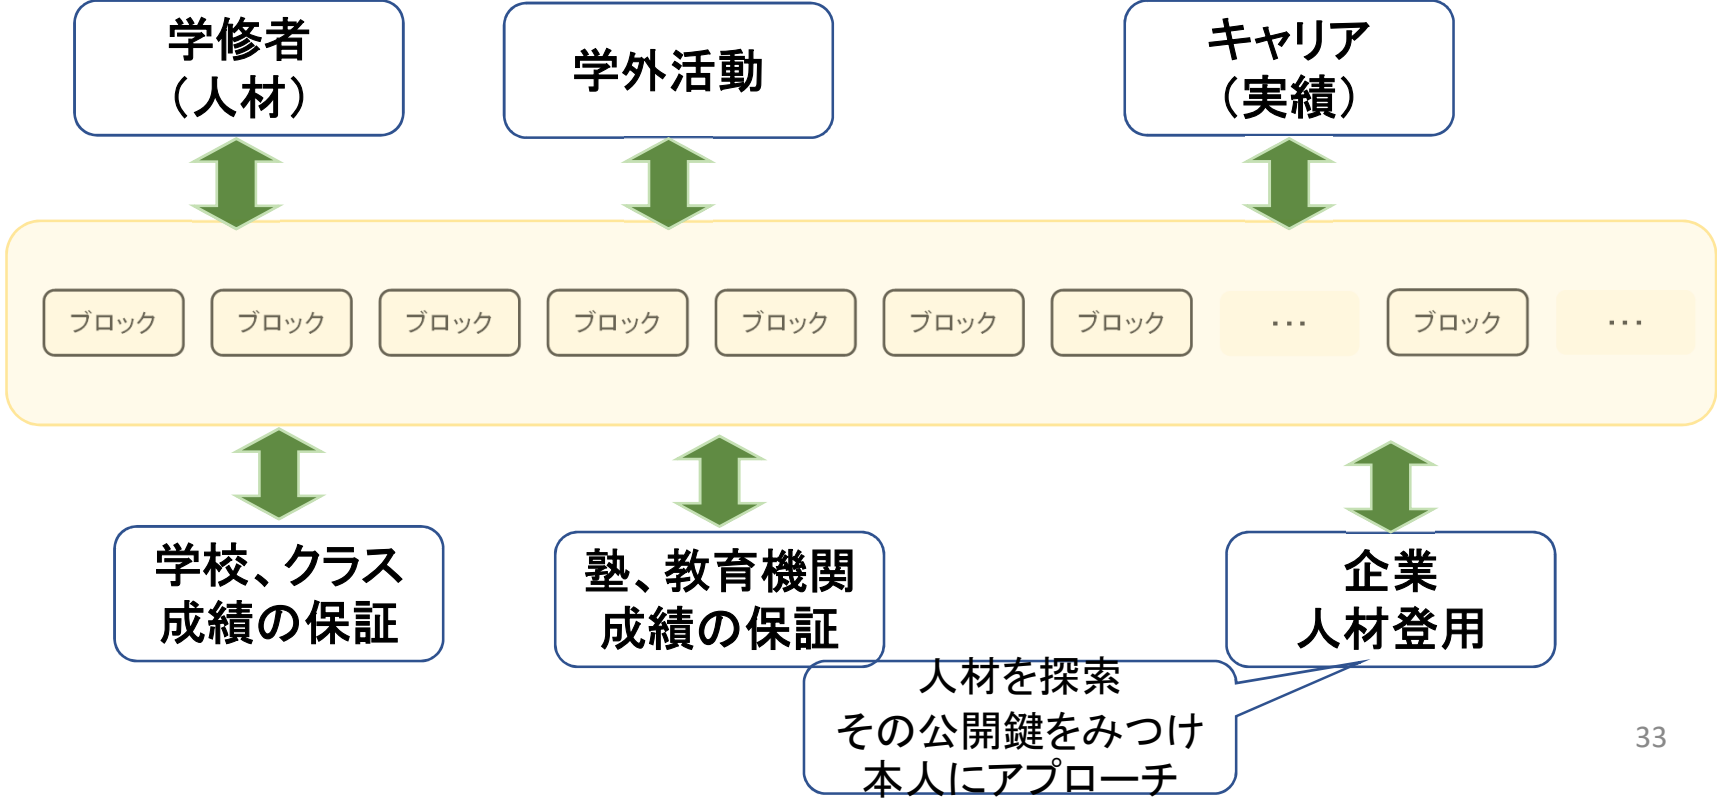 学修者
（人材）
学外活動
キャリア
（実績）
ブロック
ブロック
ブロック
ブロック
ブロック
ブロック
ブロック
・・・
ブロック
・・・
学校、クラス
成績の保証
塾、教育機関
成績の保証
企業
人材登用
人材を探索
その公開鍵をみつけ
本人にアプローチ
33